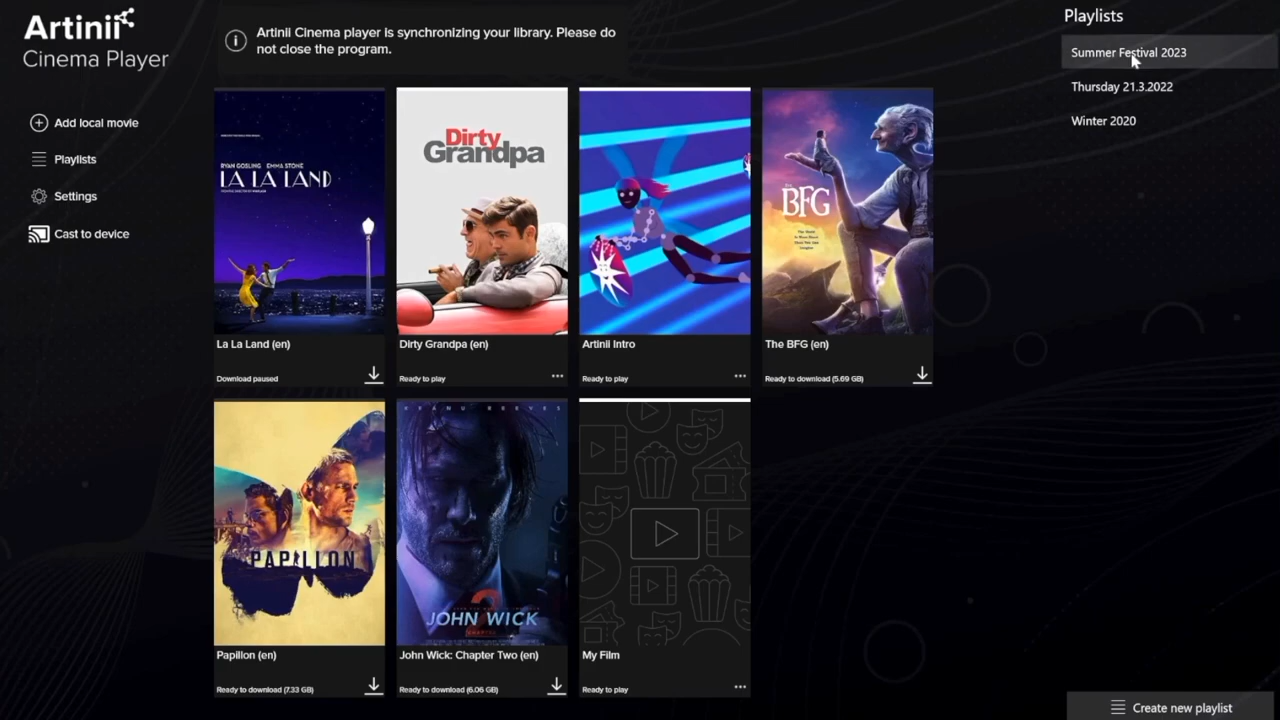 Artinii
Cinema Player
Add local movie
Playlists
Settings
Cast to device
Artinii Cinema player is synchronizing your library. Please do
not close the program.
RYAN GOSLING EMMA STONE
LA LA LAND
La La Land (en)
Download paused
Dirty
Grandpa
Dirty Grandpa (en)
Ready to play
Artinii Intro
Ready to play
THE
BFG
The BFG (en)
Ready to download (5.69 GB)
PAPILLON
Papillon (en)
Ready to download (7.33 GB)
KEANU REEVES
2
JOHN WICK
CHAPTER TWO
John Wick: Chapter Two (en)
Ready to download (6.06 GB)
My Film
Ready to play
Playlists
Summer Festival 2023
Thursday 21.3.2022
Winter 2020
Create new playlist